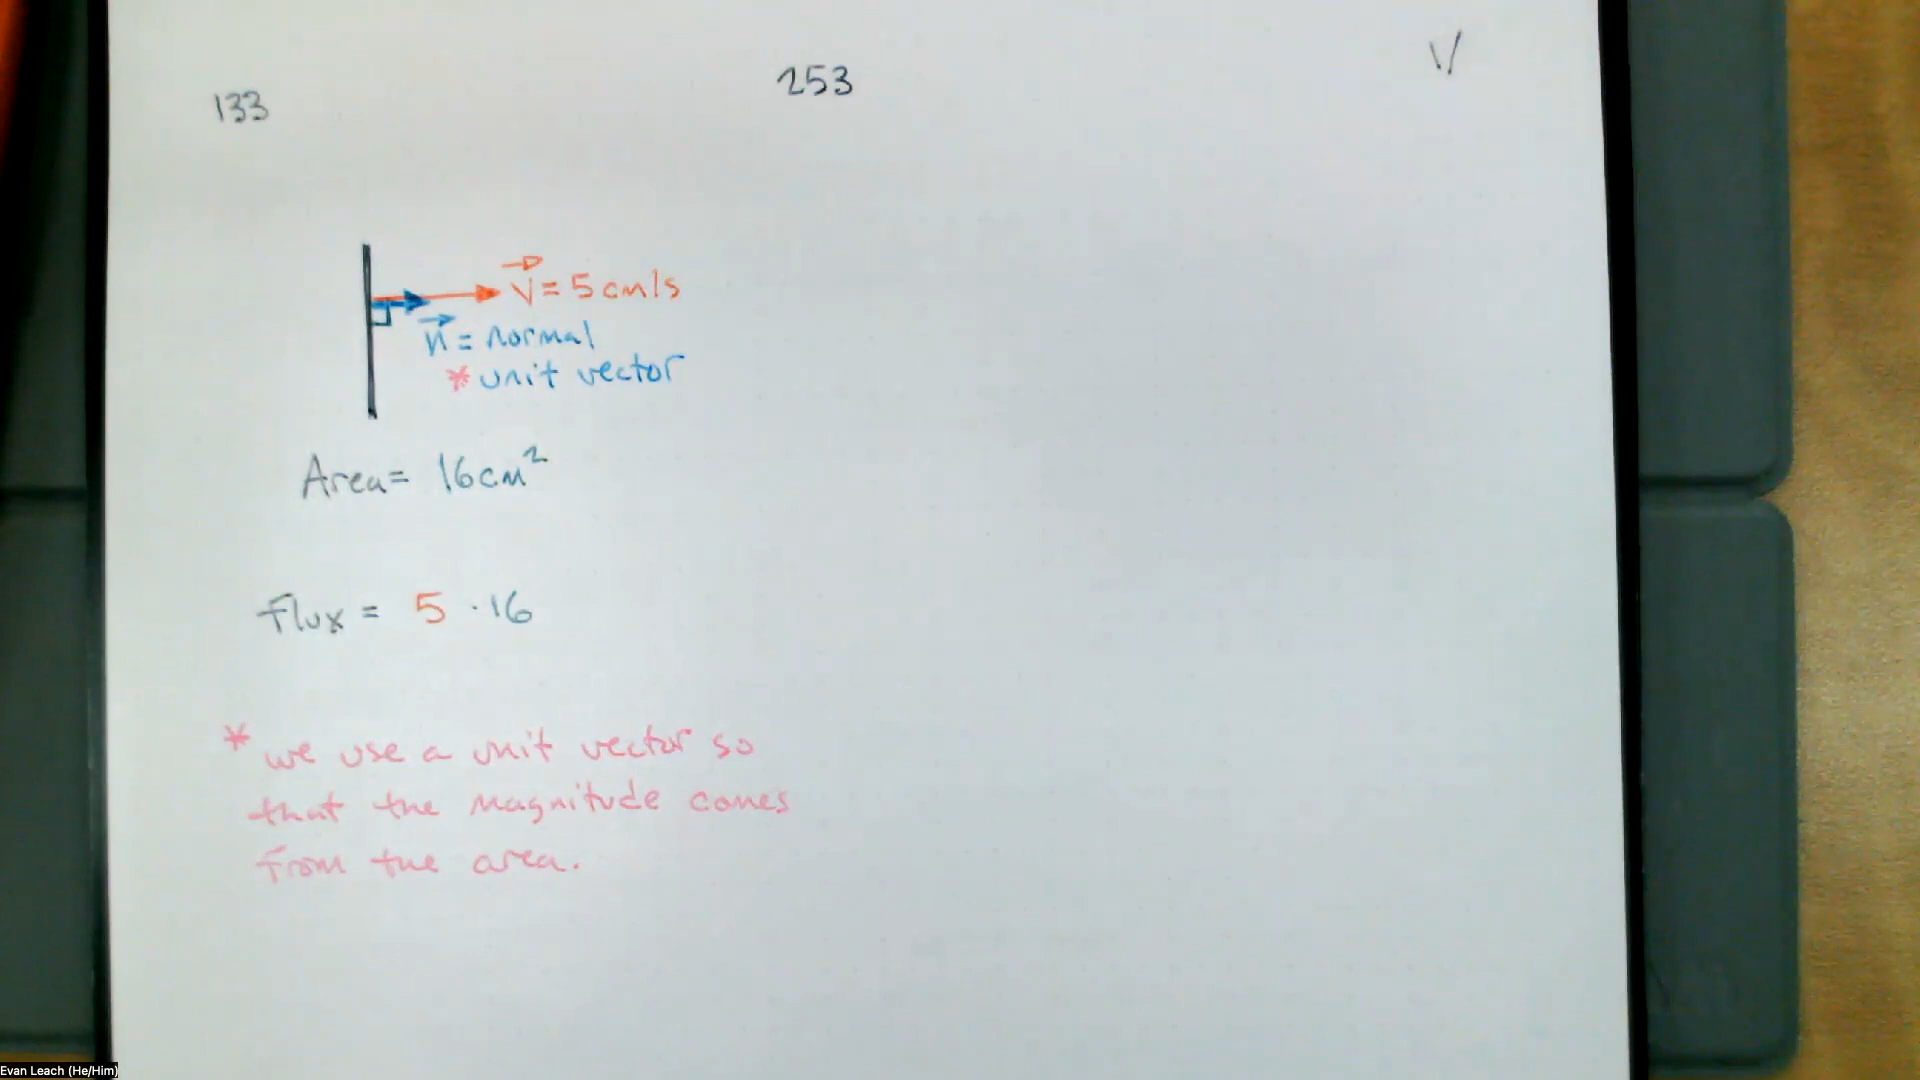 133
253
V
v = 5 cm/s
n = normal
* unit vector
Area = 16cm²
Flux = 5 · 16
* we use a unit vector so
that the magnitude comes
from the area.
Evan Leach (He/Him)